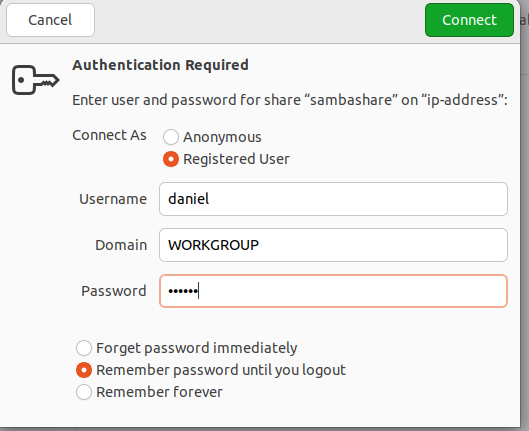 Cancel
Connect
Authentication Required
Enter user and password for share “sambashare” on “ip-address”:
Connect As
Anonymous
Registered User
Username daniel
Domain WORKGROUP
Password ••••••
Forget password immediately
Remember password until you logout
Remember forever